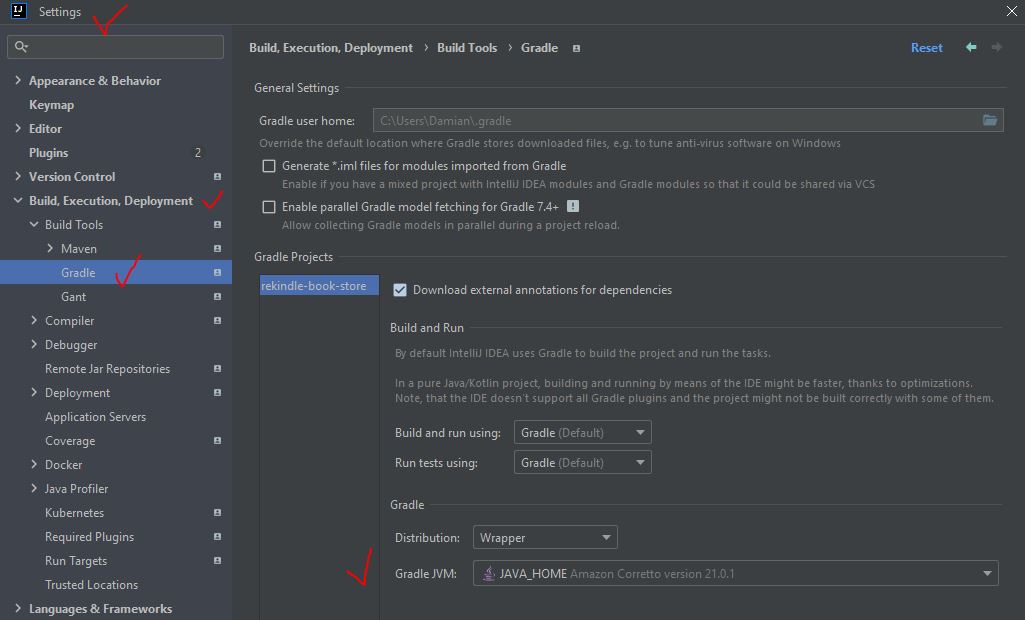 IJ Settings
Appearance & Behavior
Keymap
Editor
Plugins 2
Version Control
Build, Execution, Deployment
Build Tools
Maven
Gradle
Gant
Compiler
Debugger
Remote Jar Repositories
Deployment
Application Servers
Coverage
Docker
Java Profiler
Kubernetes
Required Plugins
Run Targets
Trusted Locations
Languages & Frameworks
Build, Execution, Deployment › Build Tools › Gradle Reset
General Settings
Gradle user home: C:\Users\Damian\.gradle
Override the default location where Gradle stores downloaded files, e.g. to tune anti-virus software on Windows
Generate *.iml files for modules imported from Gradle
Enable if you have a mixed project with IntelliJ IDEA modules and Gradle modules so that it could be shared via VCS
Enable parallel Gradle model fetching for Gradle 7.4+ !
Allow collecting Gradle models in parallel during a project reload.
Gradle Projects
rekindle-book-store
Download external annotations for dependencies
Build and Run
By default IntelliJ IDEA uses Gradle to build the project and run the tasks.
In a pure Java/Kotlin project, building and running by means of the IDE might be faster, thanks to optimizations.
Note, that the IDE doesn't support all Gradle plugins and the project might not be built correctly with some of them.
Build and run using: Gradle (Default)
Run tests using: Gradle (Default)
Gradle
Distribution: Wrapper
Gradle JVM: JAVA_HOME Amazon Corretto version 21.0.1